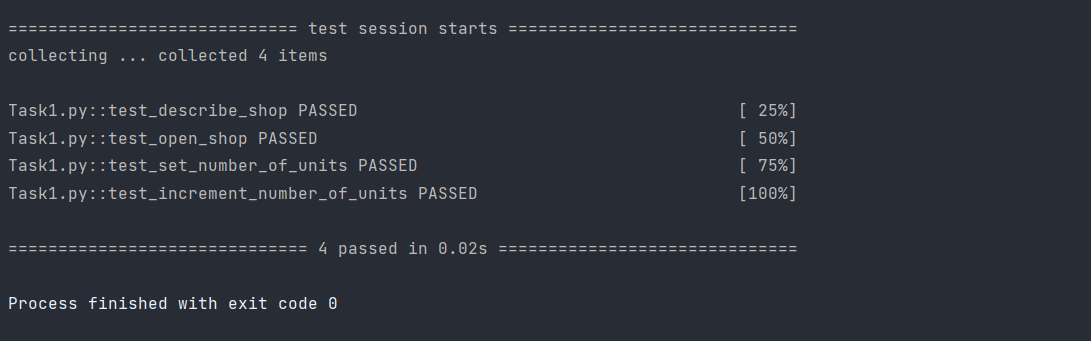 ============================= test session starts =============================
collecting ... collected 4 items
Task1.py::test_describe_shop PASSED                                      [ 25%]
Task1.py::test_open_shop PASSED                                          [ 50%]
Task1.py::test_set_number_of_units PASSED                                [ 75%]
Task1.py::test_increment_number_of_units PASSED                          [100%]
============================== 4 passed in 0.02s ==============================
Process finished with exit code 0